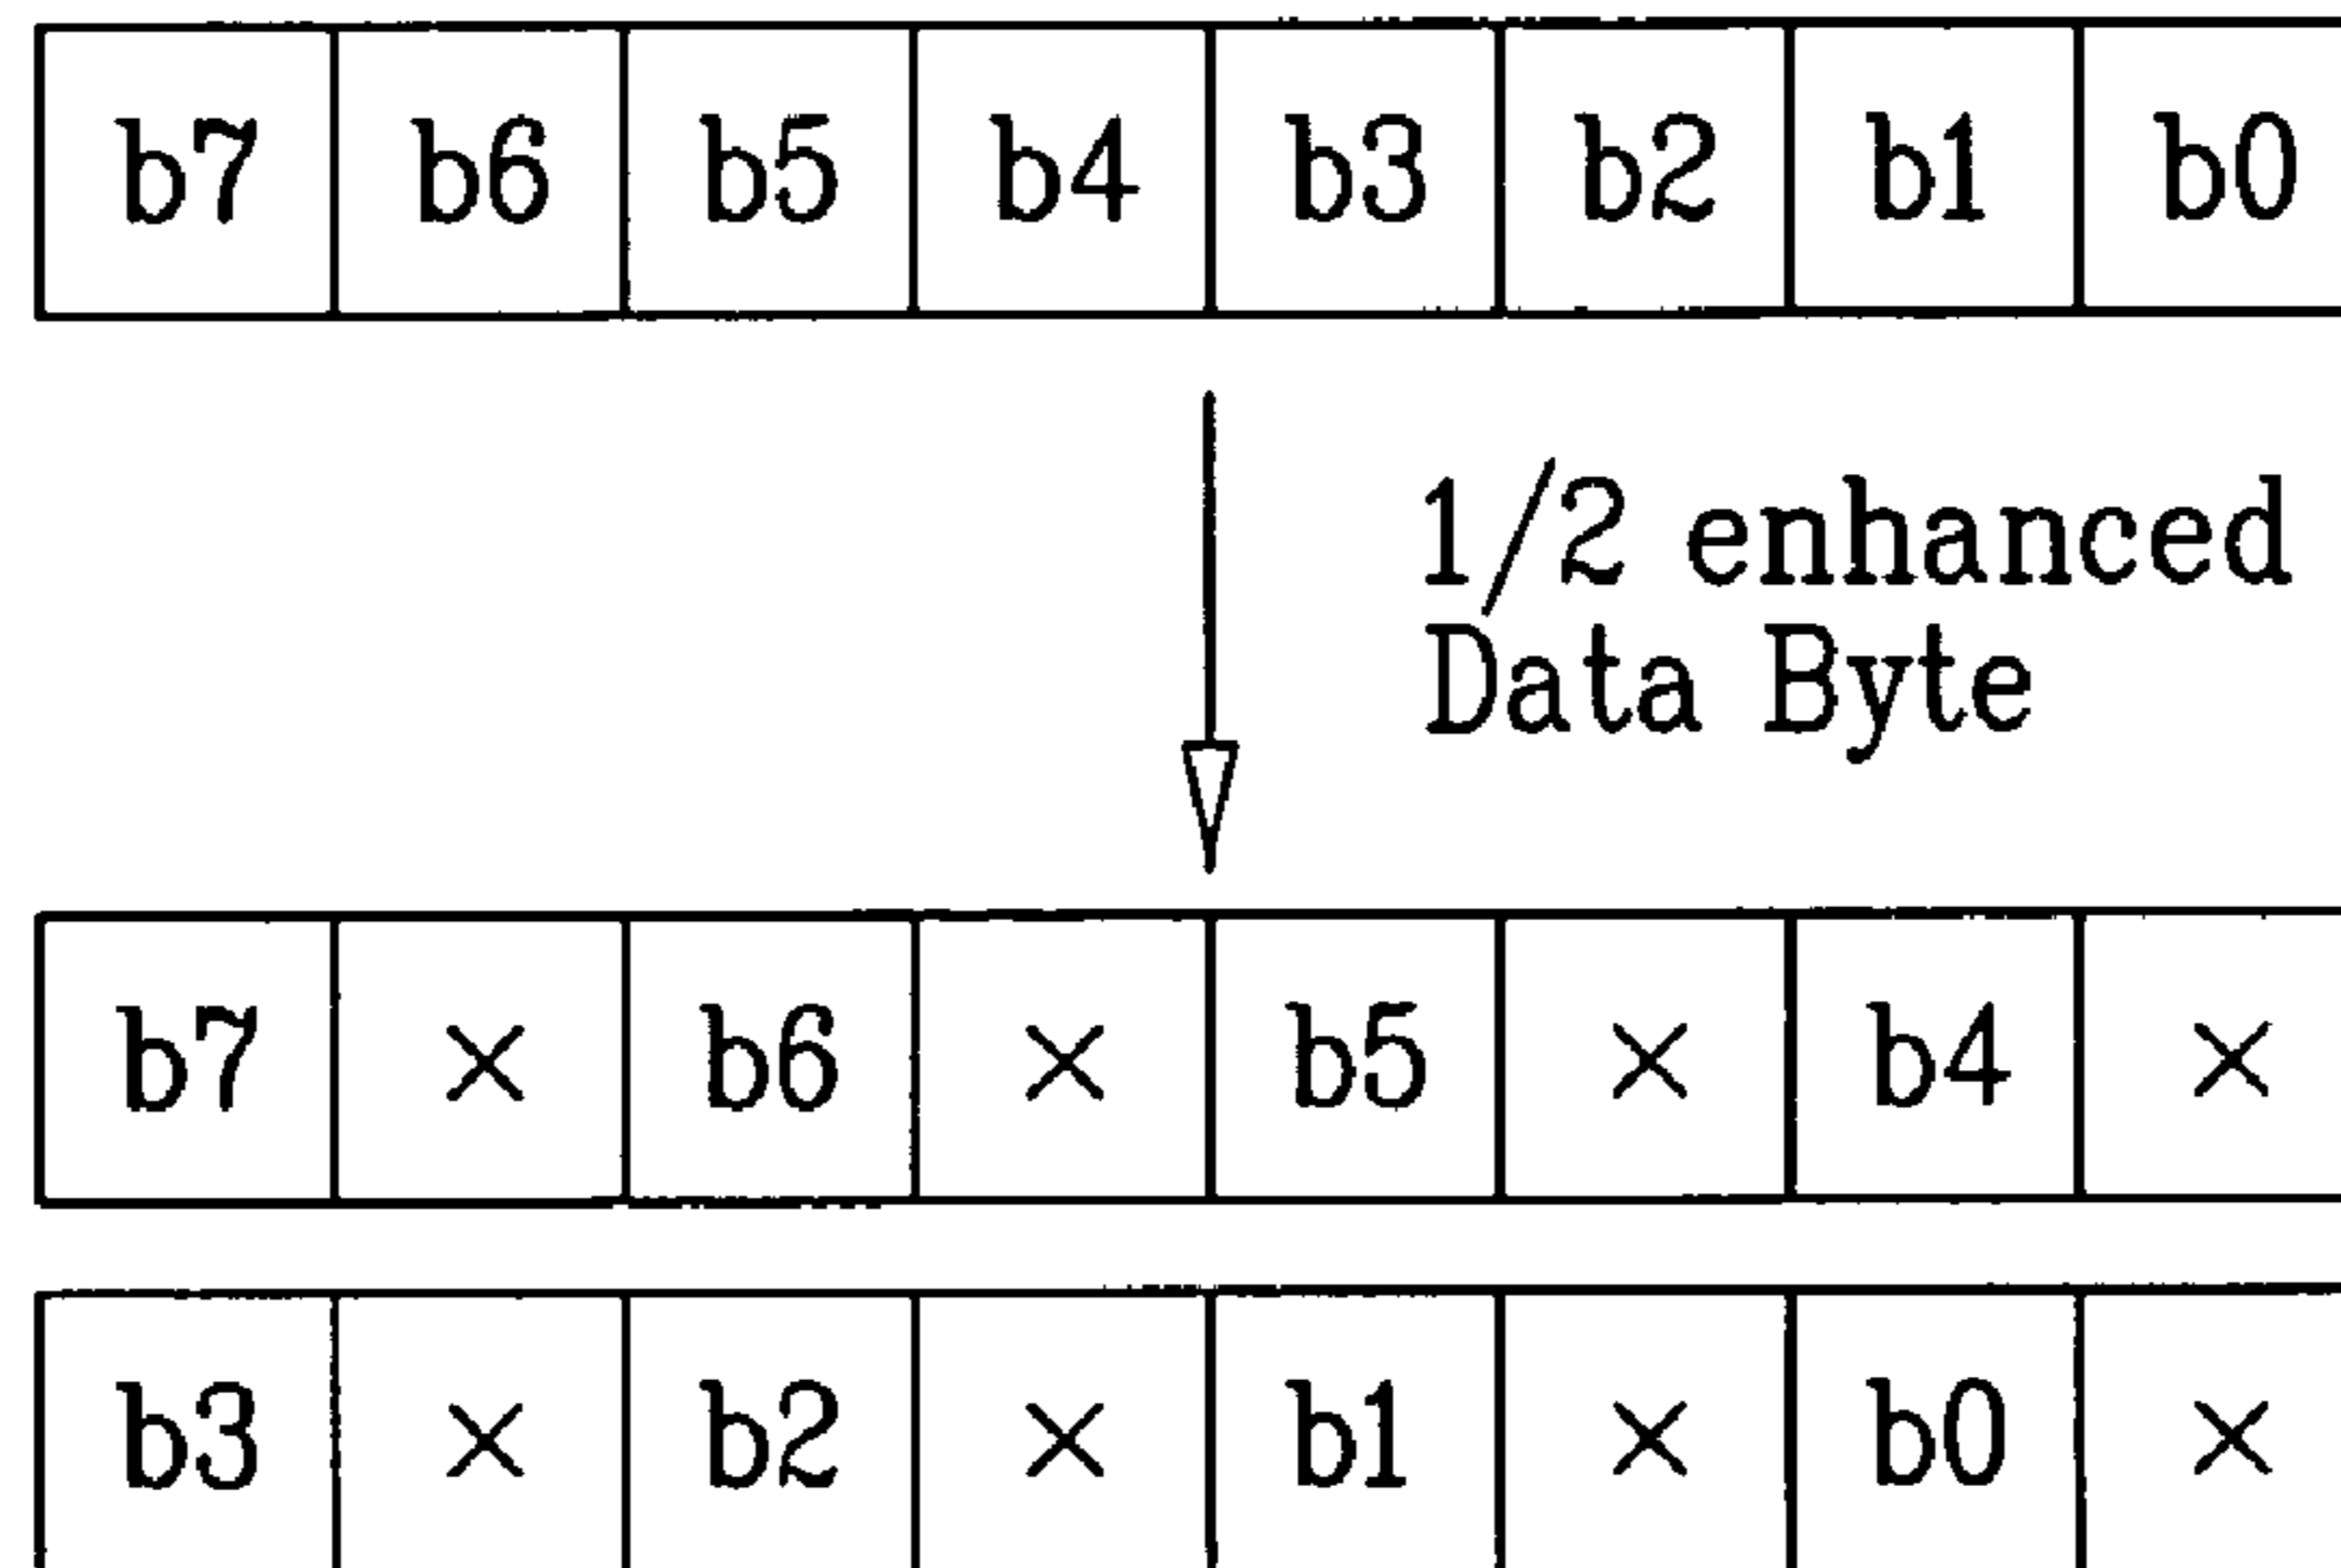 b7 b6 b5 b4 b3 b2 b1 b0
1/2 enhanced
Data Byte
b7 × b6 × b5 × b4 ×
b3 × b2 × b1 × b0 ×